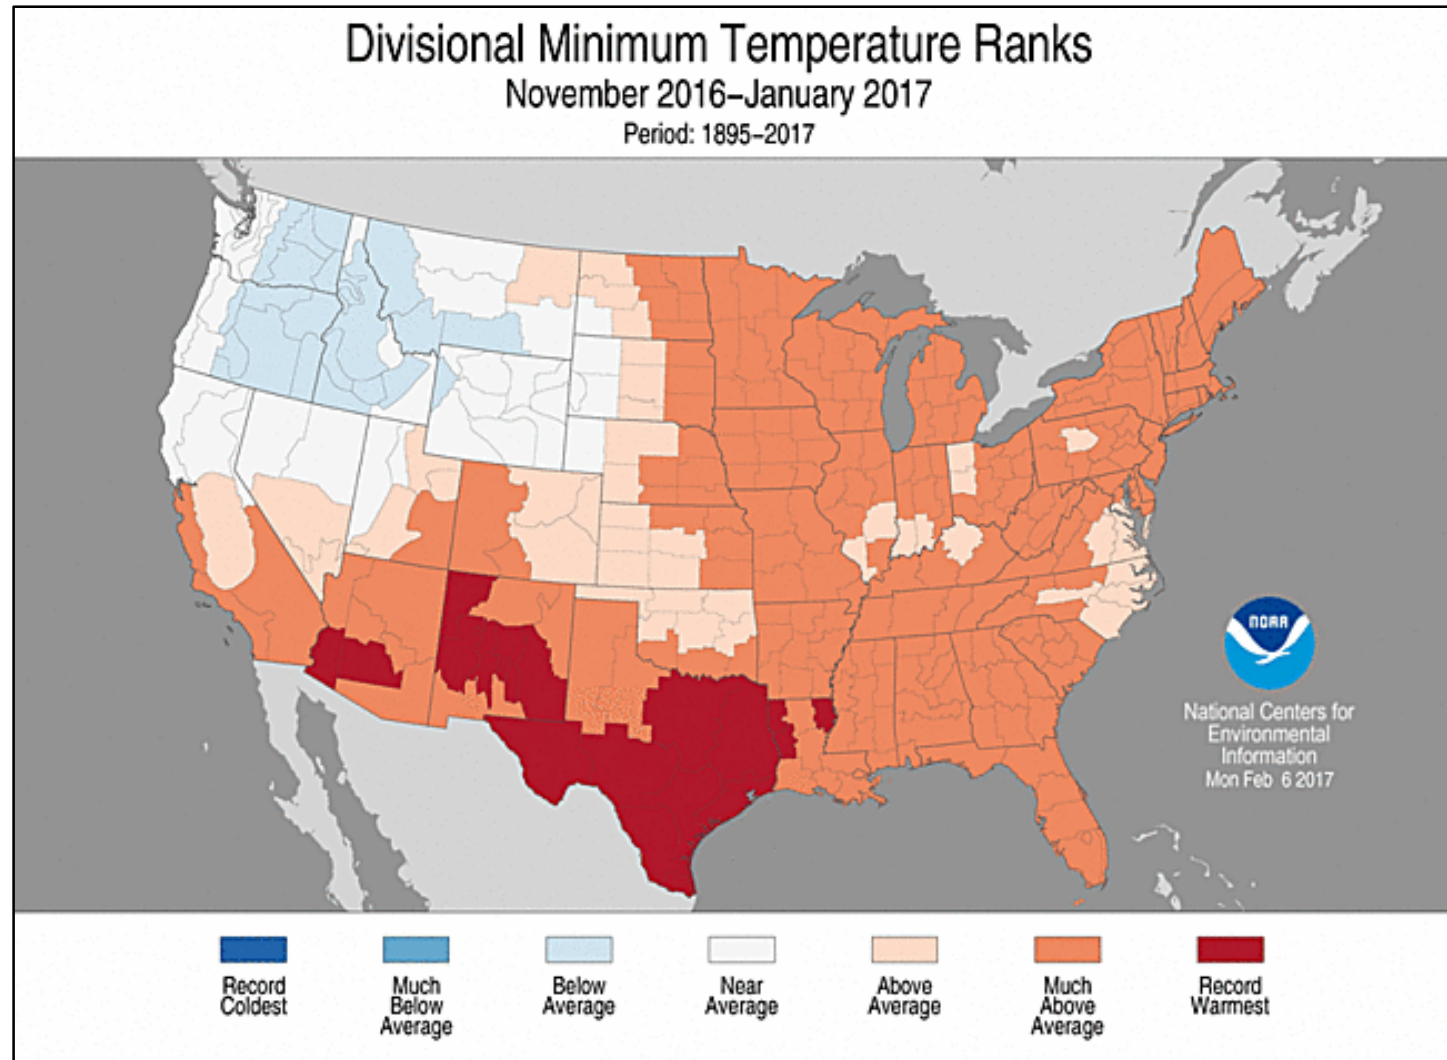 Divisional Minimum Temperature Ranks
November 2016–January 2017
Period: 1895–2017
NOAA
National Centers for
Environmental
Information
Mon Feb 6 2017
Record
Coldest
Much
Below
Average
Below
Average
Near
Average
Above
Average
Much
Above
Average
Record
Warmest